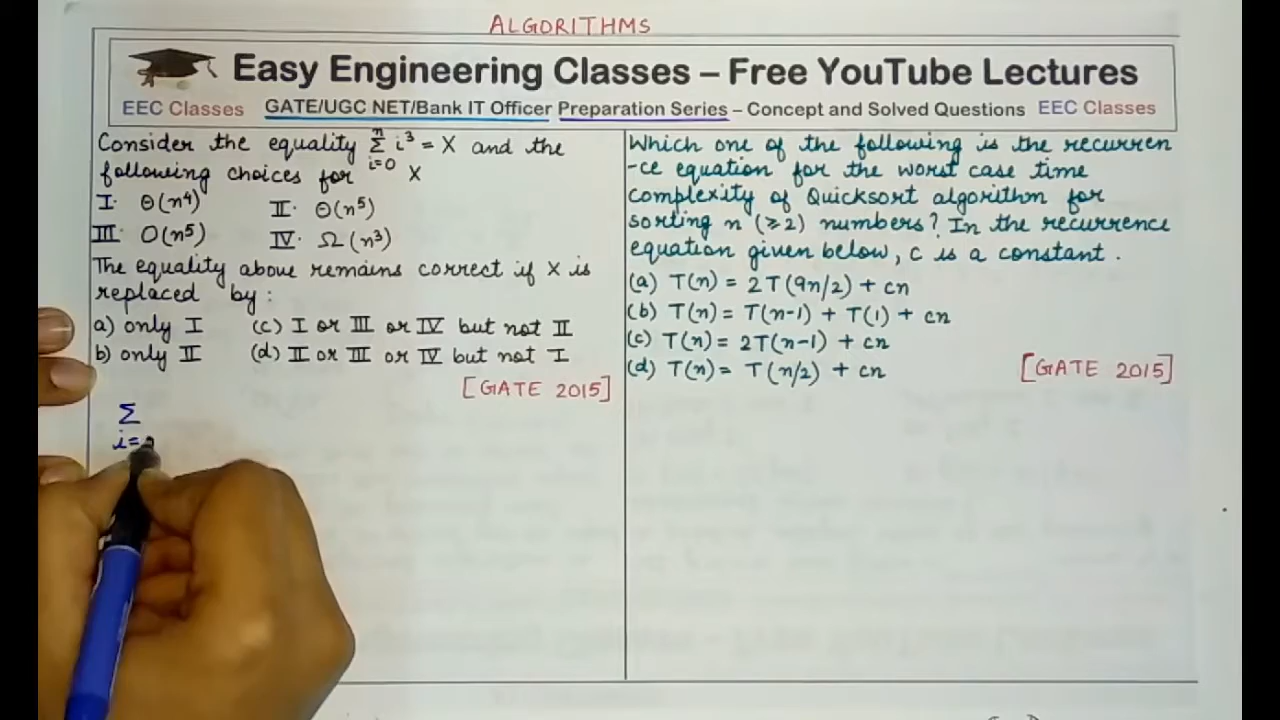 ALGORITHMS
Easy Engineering Classes – Free YouTube Lectures
EEC Classes GATE/UGC NET/Bank IT Officer Preparation Series – Concept and Solved Questions EEC Classes
Consider the equality n Σ i=0 i³ = X and the
following choices for X
I. Θ(n⁴) II. Θ(n⁵)
III. O(n⁵) IV. Ω(n³)
The equality above remains correct if X is
replaced by:
a) only I (c) I or III or IV but not II
b) only II (d) II or III or IV but not I
[GATE 2015]
Σ
i=
Which one of the following is the recurren
-ce equation for the worst case time
complexity of Quicksort algorithm for
sorting n (≥2) numbers? In the recurrence
equation given below, c is a constant.
(a) T(n) = 2T(9n/2) + cn
(b) T(n) = T(n-1) + T(1) + cn
(c) T(n) = 2T(n-1) + cn
(d) T(n) = T(n/2) + cn
[GATE 2015]